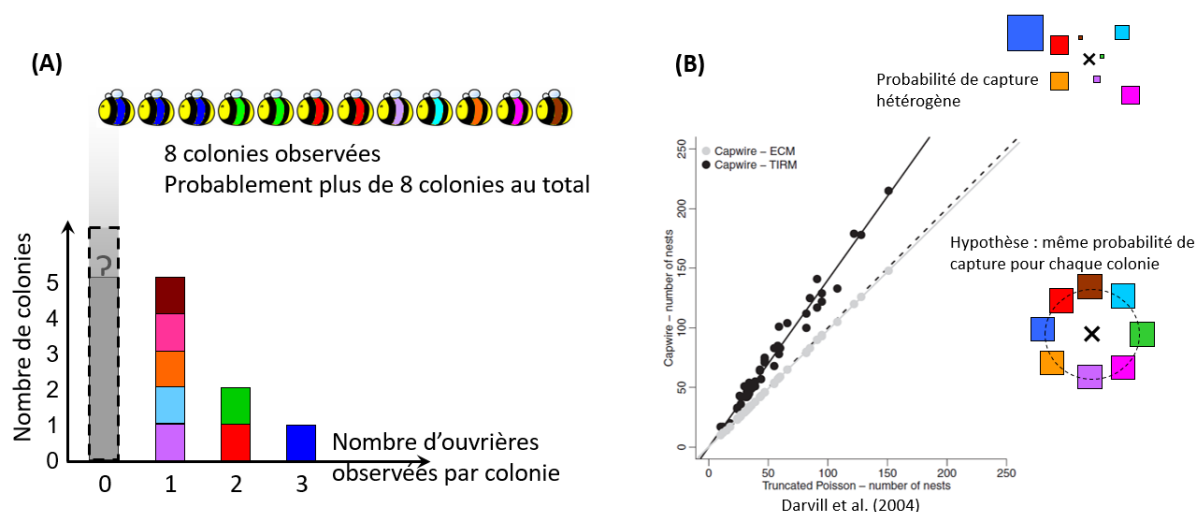 (A)
8 colonies observées
Probablement plus de 8 colonies au total
Nombre de colonies
?
5
4
3
2
1
0
0
1
2
3
Nombre d’ouvrières
observées par colonie
(B)
Probabilité de capture
hétérogène
Capwire – ECM
Capwire – TIRM
Capwire – number of nests
250
200
150
100
50
0
0
50
100
150
200
250
Truncated Poisson – number of nests
Darvill et al. (2004)
Hypothèse : même probabilité de
capture pour chaque colonie